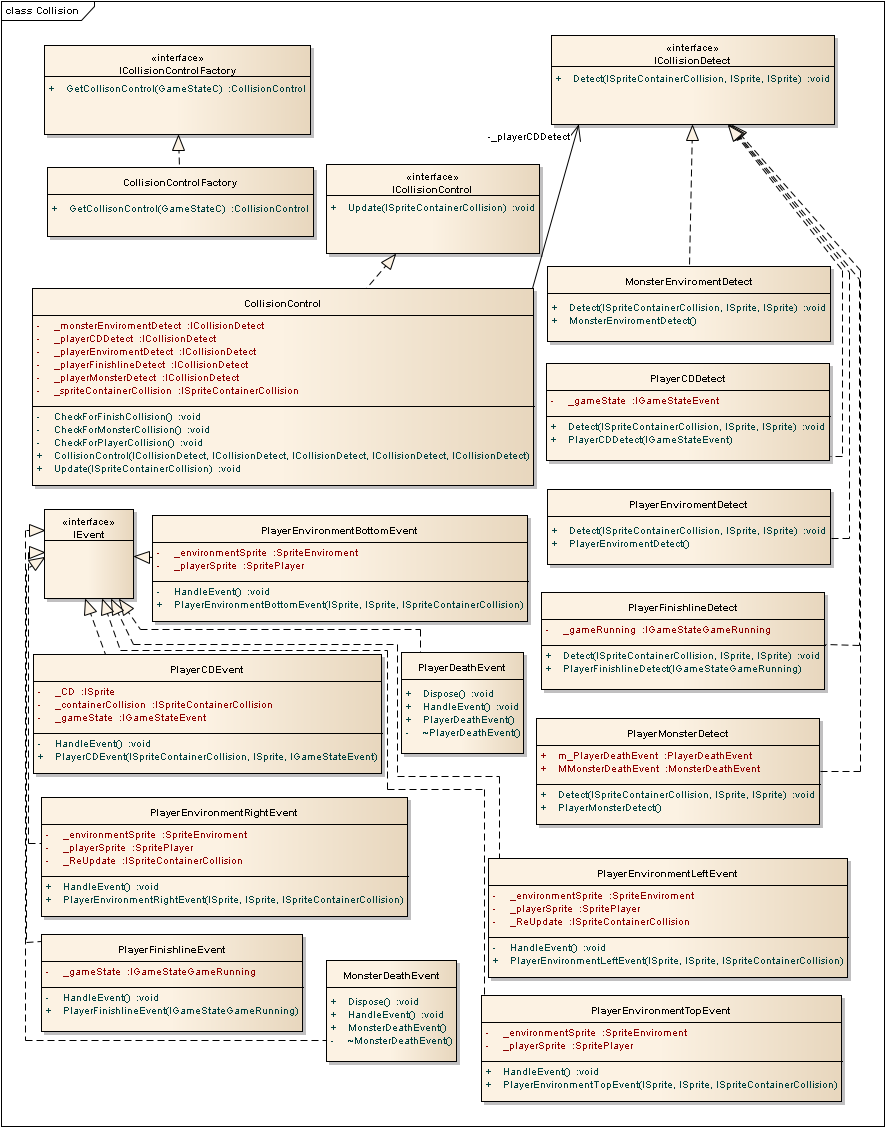 class Collision
«interface»
ICollisionControlFactory
+ GetCollisonControl(GameStateC) :CollisionControl
«interface»
ICollisionDetect
+ Detect(ISpriteContainerCollision, ISprite, ISprite) :void
-_playerCDDetect
CollisionControlFactory
+ GetCollisonControl(GameStateC) :CollisionControl
«interface»
ICollisionControl
+ Update(ISpriteContainerCollision) :void
MonsterEnviromentDetect
+ Detect(ISpriteContainerCollision, ISprite, ISprite) :void
+ MonsterEnviromentDetect()
CollisionControl
- _monsterEnviromentDetect :ICollisionDetect
- _playerCDDetect :ICollisionDetect
- _playerEnviromentDetect :ICollisionDetect
- _playerFinishlineDetect :ICollisionDetect
- _playerMonsterDetect :ICollisionDetect
- _spriteContainerCollision :ISpriteContainerCollision
- CheckForFinishCollision() :void
- CheckForMonsterCollision() :void
- CheckForPlayerCollision() :void
+ CollisionControl(ICollisionDetect, ICollisionDetect, ICollisionDetect, ICollisionDetect, ICollisionDetect)
+ Update(ISpriteContainerCollision) :void
PlayerCDDetect
- _gameState :IGameStateEvent
+ Detect(ISpriteContainerCollision, ISprite, ISprite) :void
+ PlayerCDDetect(IGameStateEvent)
PlayerEnviromentDetect
+ Detect(ISpriteContainerCollision, ISprite, ISprite) :void
+ PlayerEnviromentDetect()
«interface»
IEvent
PlayerEnvironmentBottomEvent
- _environmentSprite :SpriteEnviroment
- _playerSprite :SpritePlayer
- HandleEvent() :void
+ PlayerEnvironmentBottomEvent(ISprite, ISprite, ISpriteContainerCollision)
PlayerFinishlineDetect
- _gameRunning :IGameStateGameRunning
+ Detect(ISpriteContainerCollision, ISprite, ISprite) :void
+ PlayerFinishlineDetect(IGameStateGameRunning)
PlayerCDEvent
- _CD :ISprite
- _containerCollision :ISpriteContainerCollision
- _gameState :IGameStateEvent
- HandleEvent() :void
+ PlayerCDEvent(ISpriteContainerCollision, ISprite, IGameStateEvent)
PlayerDeathEvent
+ Dispose() :void
+ HandleEvent() :void
+ PlayerDeathEvent()
- ~PlayerDeathEvent()
PlayerMonsterDetect
+ m_PlayerDeathEvent :PlayerDeathEvent
+ MMonsterDeathEvent :MonsterDeathEvent
+ Detect(ISpriteContainerCollision, ISprite, ISprite) :void
+ PlayerMonsterDetect()
PlayerEnvironmentRightEvent
- _environmentSprite :SpriteEnviroment
- _playerSprite :SpritePlayer
- _ReUpdate :ISpriteContainerCollision
+ HandleEvent() :void
+ PlayerEnvironmentRightEvent(ISprite, ISprite, ISpriteContainerCollision)
PlayerEnvironmentLeftEvent
- _environmentSprite :SpriteEnviroment
- _playerSprite :SpritePlayer
- _ReUpdate :ISpriteContainerCollision
- HandleEvent() :void
+ PlayerEnvironmentLeftEvent(ISprite, ISprite, ISpriteContainerCollision)
PlayerFinishlineEvent
- _gameState :IGameStateGameRunning
- HandleEvent() :void
+ PlayerFinishlineEvent(IGameStateGameRunning)
MonsterDeathEvent
+ Dispose() :void
+ HandleEvent() :void
+ MonsterDeathEvent()
- ~MonsterDeathEvent()
PlayerEnvironmentTopEvent
- _environmentSprite :SpriteEnviroment
- _playerSprite :SpritePlayer
+ HandleEvent() :void
+ PlayerEnvironmentTopEvent(ISprite, ISprite, ISpriteContainerCollision)